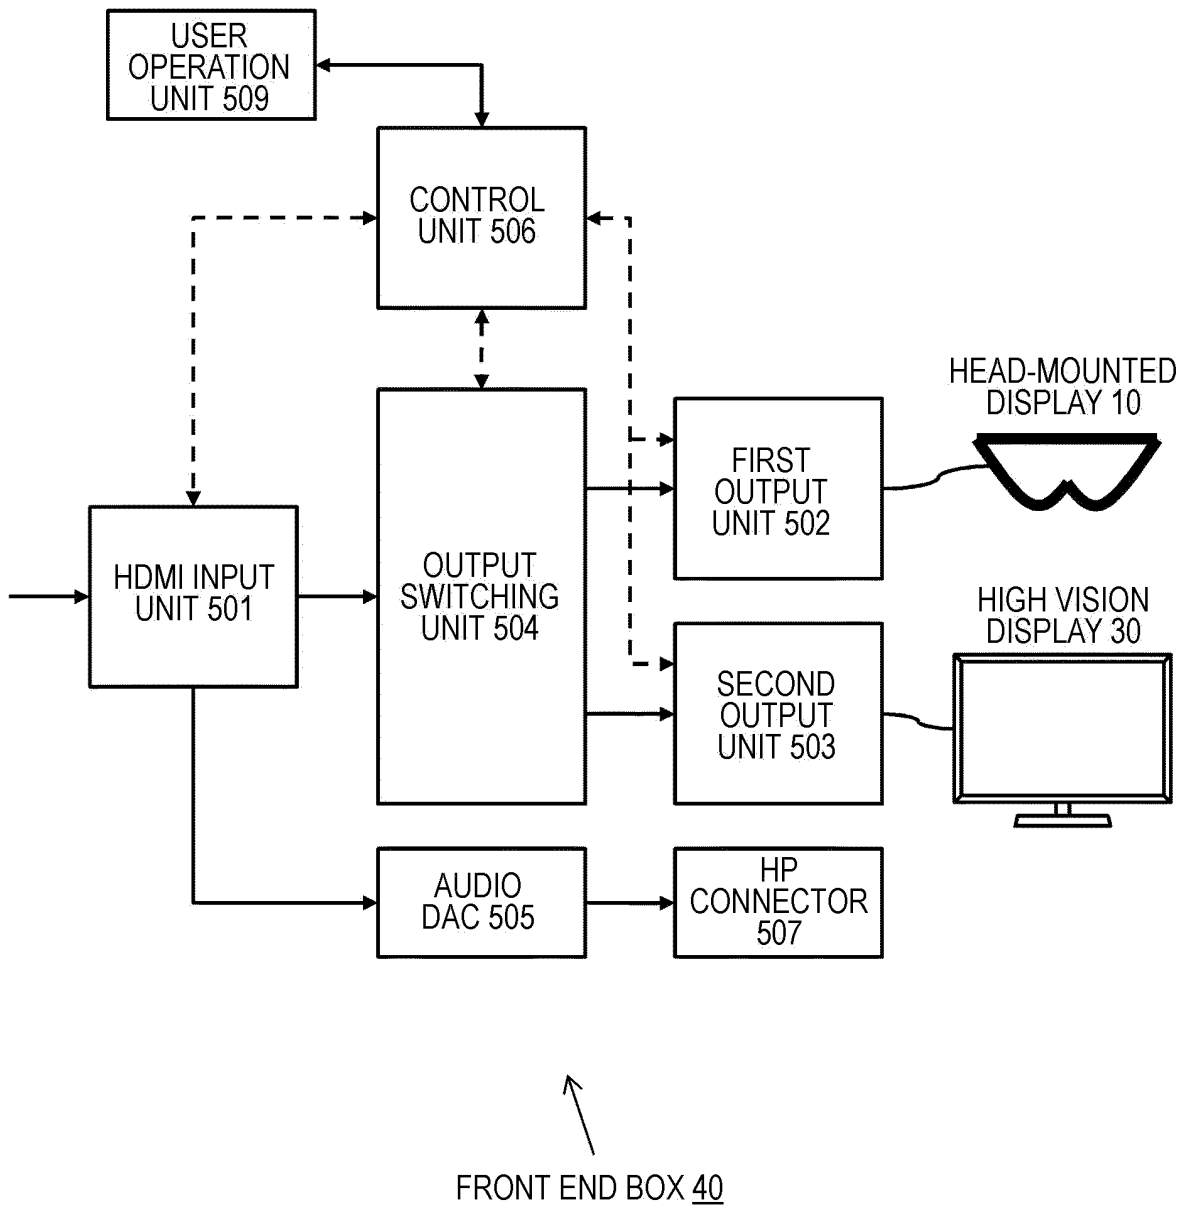 USER
OPERATION
UNIT 509
CONTROL
UNIT 506
HEAD-MOUNTED
DISPLAY 10
FIRST
OUTPUT
UNIT 502
HDMI INPUT
UNIT 501
OUTPUT
SWITCHING
UNIT 504
HIGH VISION
DISPLAY 30
SECOND
OUTPUT
UNIT 503
AUDIO
DAC 505
HP
CONNECTOR
507
FRONT END BOX 40